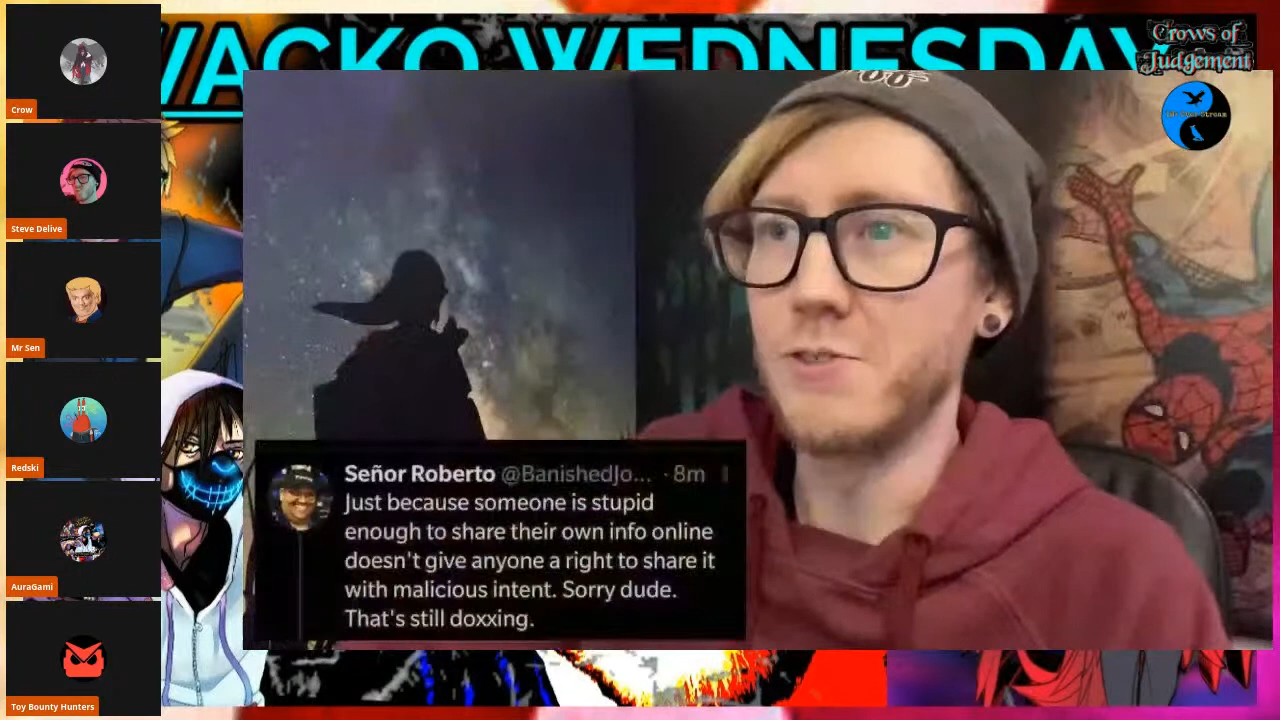 WACKO WEDNESDAY
Crows of
Judgement
Crow
Steve Delive
Mr Sen
Redski
AuraGami
Toy Bounty Hunters
Señor Roberto @BanishedJo... · 8m
Just because someone is stupid
enough to share their own info online
doesn't give anyone a right to share it
with malicious intent. Sorry dude.
That's still doxxing.